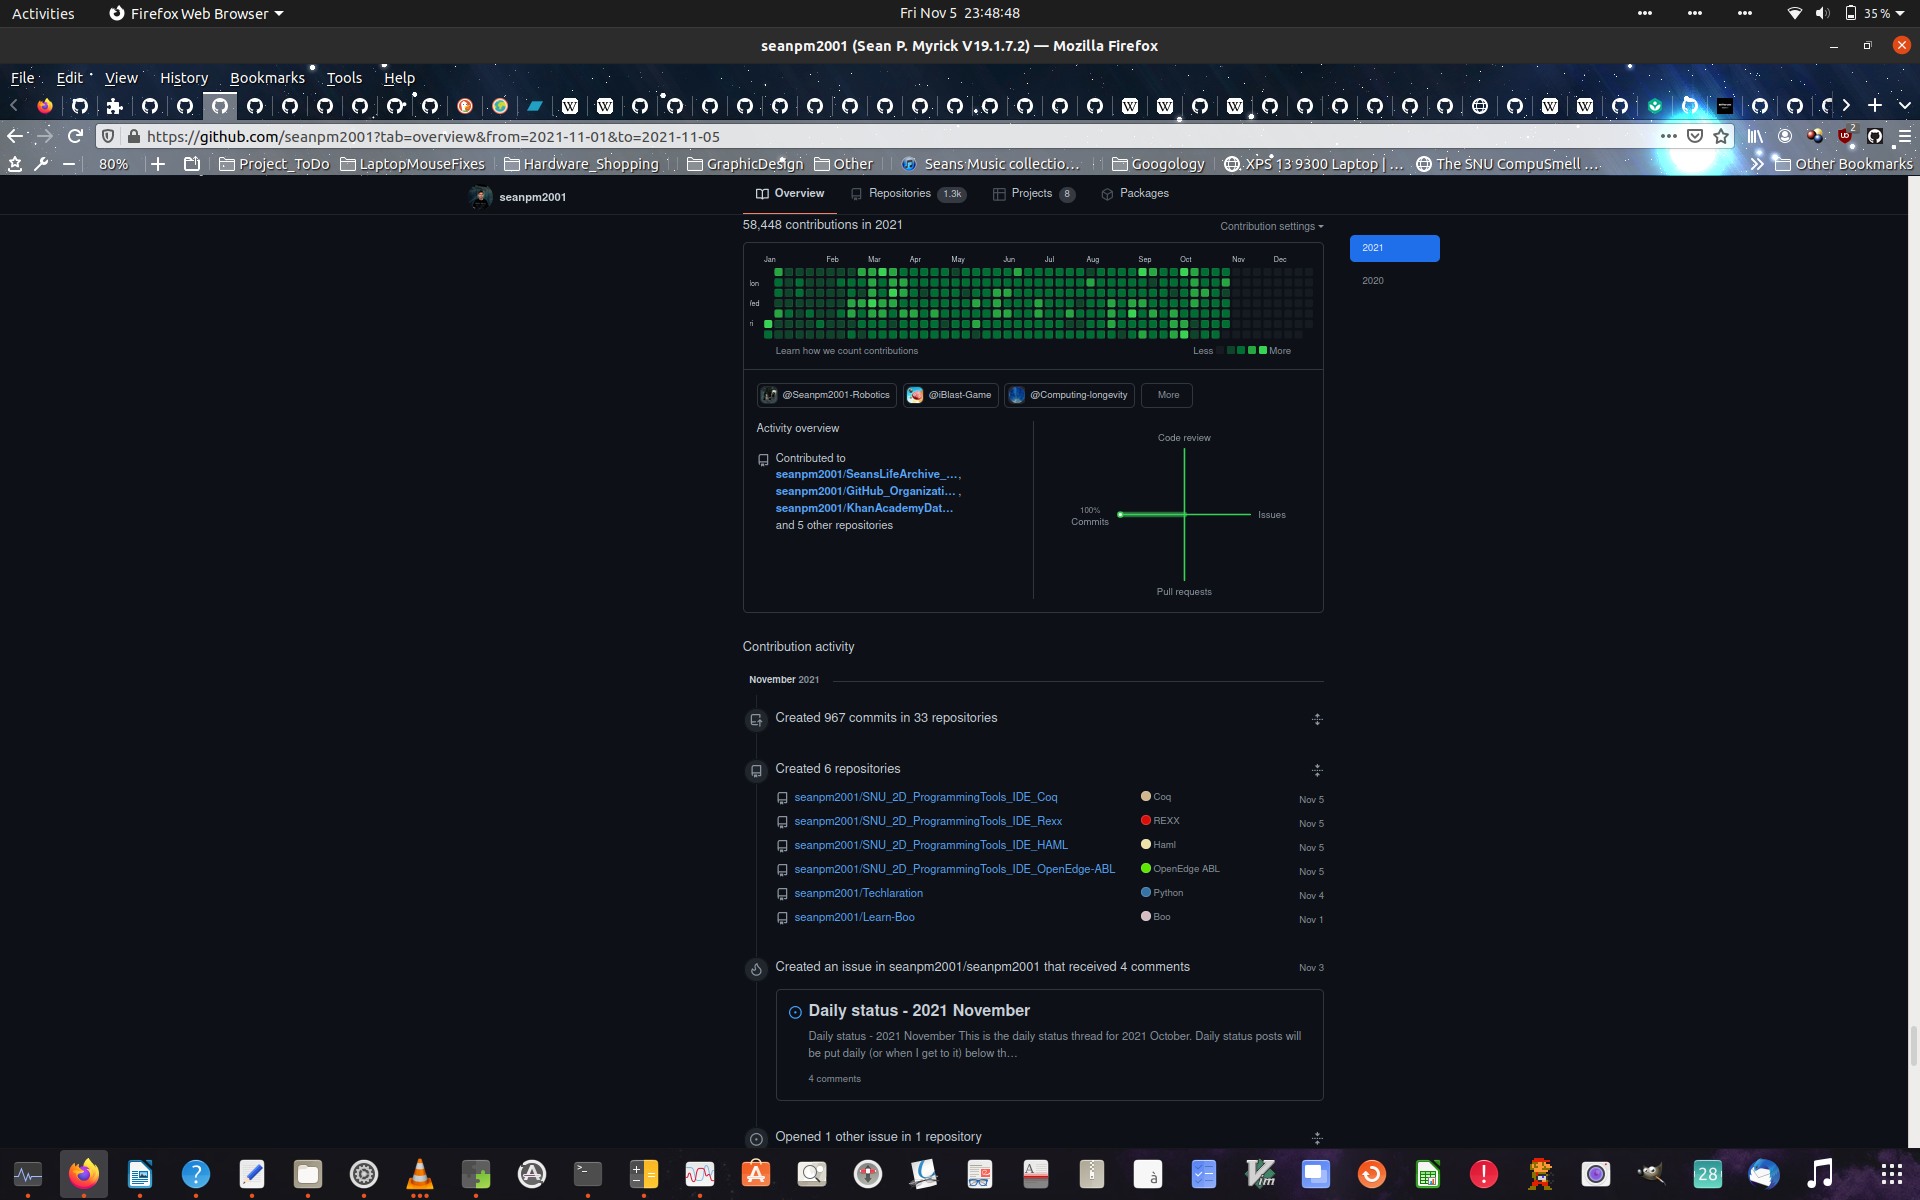 Activities
Firefox Web Browser
Fri Nov 5 23:48:48
35 %
seanpm2001 (Sean P. Myrick V19.1.7.2) — Mozilla Firefox
File Edit View History Bookmarks Tools Help
https://github.com/seanpm2001?tab=overview&from=2021-11-01&to=2021-11-05
2
80%
Project_ToDo
LaptopMouseFixes
Hardware_Shopping
GraphicDesign
Other
Seans Music collectio…
Googology
XPS 13 9300 Laptop | …
The SNU CompuSmell …
Other Bookmarks
seanpm2001
Overview
Repositories 1.3k
Projects 8
Packages
58,448 contributions in 2021
Contribution settings
2021
2020
Jan Feb Mar Apr May Jun Jul Aug Sep Oct Nov Dec
lon
/ed
ri
Learn how we count contributions
Less More
@Seanpm2001-Robotics
@iBlast-Game
@Computing-longevity
More
Activity overview
Contributed to
seanpm2001/SeansLifeArchive_… ,
seanpm2001/GitHub_Organizati… ,
seanpm2001/KhanAcademyDat…
and 5 other repositories
Code review
100%
Commits
Issues
Pull requests
Contribution activity
November 2021
Created 967 commits in 33 repositories
Created 6 repositories
seanpm2001/SNU_2D_ProgrammingTools_IDE_Coq Coq Nov 5
seanpm2001/SNU_2D_ProgrammingTools_IDE_Rexx REXX Nov 5
seanpm2001/SNU_2D_ProgrammingTools_IDE_HAML Haml Nov 5
seanpm2001/SNU_2D_ProgrammingTools_IDE_OpenEdge-ABL OpenEdge ABL Nov 5
seanpm2001/Techlaration Python Nov 4
seanpm2001/Learn-Boo Boo Nov 1
Created an issue in seanpm2001/seanpm2001 that received 4 comments Nov 3
Daily status - 2021 November
Daily status - 2021 November This is the daily status thread for 2021 October. Daily status posts will
be put daily (or when I get to it) below th…
4 comments
Opened 1 other issue in 1 repository
28